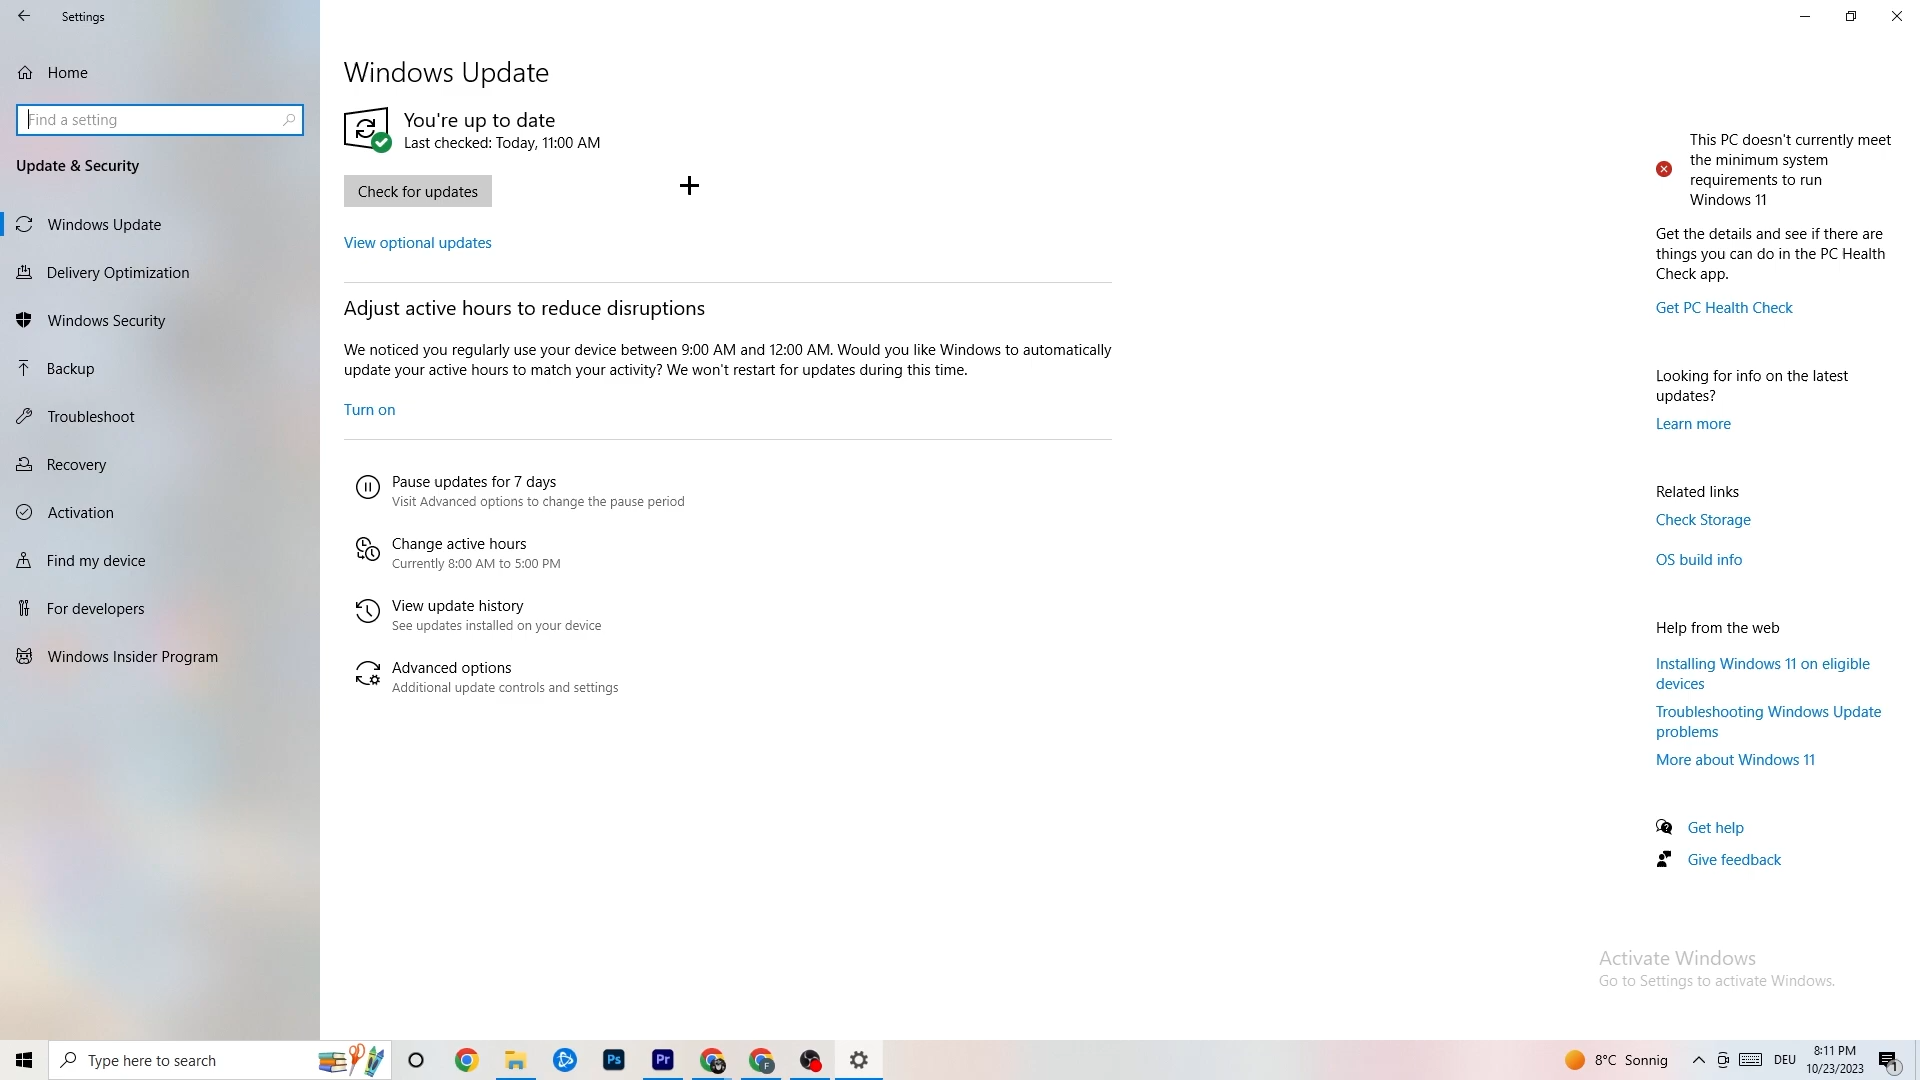 Settings
Home
Find a setting
Update & Security
Windows Update
Delivery Optimization
Windows Security
Backup
Troubleshoot
Recovery
Activation
Find my device
For developers
Windows Insider Program
Windows Update
You're up to date
Last checked: Today, 11:00 AM
Check for updates
View optional updates
Adjust active hours to reduce disruptions
We noticed you regularly use your device between 9:00 AM and 12:00 AM. Would you like Windows to automatically
update your active hours to match your activity? We won't restart for updates during this time.
Turn on
Pause updates for 7 days
Visit Advanced options to change the pause period
Change active hours
Currently 8:00 AM to 5:00 PM
View update history
See updates installed on your device
Advanced options
Additional update controls and settings
This PC doesn't currently meet
the minimum system
requirements to run
Windows 11
Get the details and see if there are
things you can do in the PC Health
Check app.
Get PC Health Check
Looking for info on the latest
updates?
Learn more
Related links
Check Storage
OS build info
Help from the web
Installing Windows 11 on eligible
devices
Troubleshooting Windows Update
problems
More about Windows 11
Get help
Give feedback
Activate Windows
Go to Settings to activate Windows.
Type here to search
Ps
Pr
F
8°C Sonnig
DEU
8:11 PM
10/23/2023
1